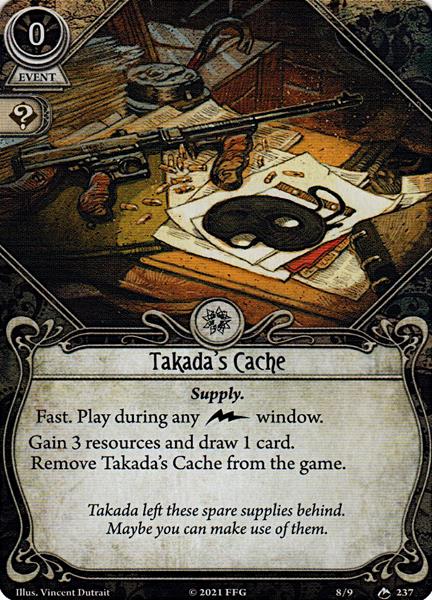 0
EVENT
?
Takada's Cache
Supply.
Fast. Play during any window.
Gain 3 resources and draw 1 card.
Remove Takada's Cache from the game.
Takada left these spare supplies behind.
Maybe you can make use of them.
Illus. Vincent Dutrait © 2021 FFG 8/9 237